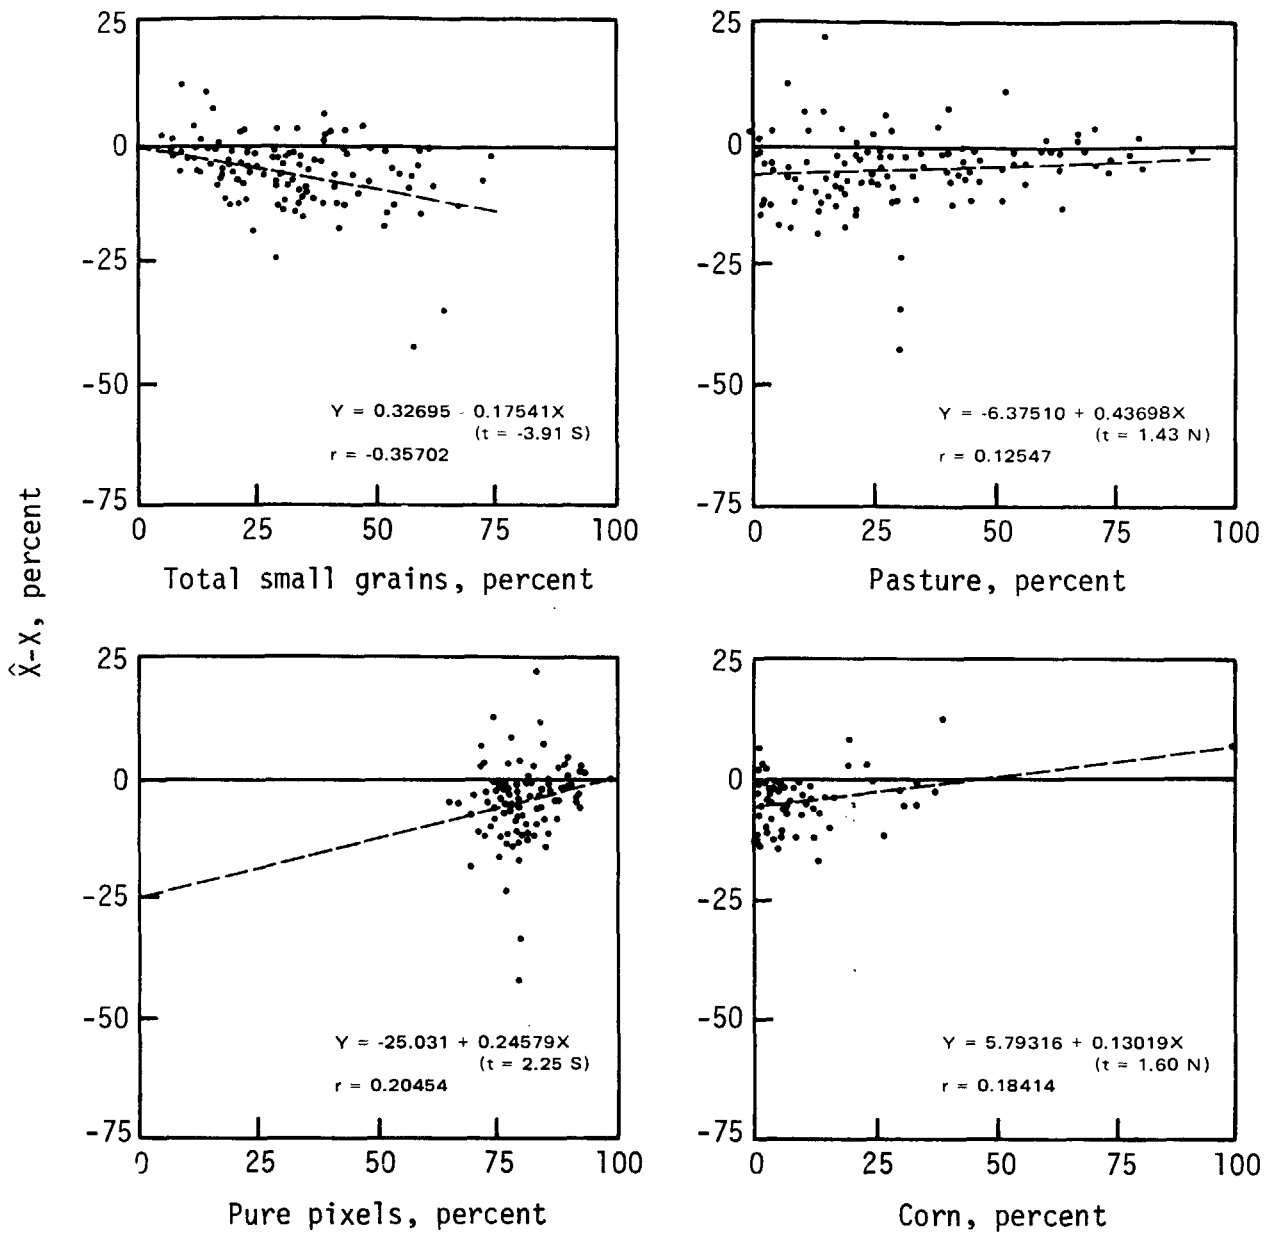 25
0
-25
-50
-75
0 25 50 75 100
Y = 0.32695 - 0.17541X
(t = -3.91 S)
r = -0.35702
Total small grains, percent
25
0
-25
-50
-75
0 25 50 75 100
Y = -6.37510 + 0.43698X
(t = 1.43 N)
r = 0.12547
Pasture, percent
X̂-X, percent
25
0
-25
-50
-75
0 25 50 75 100
Y = -25.031 + 0.24579X
(t = 2.25 S)
r = 0.20454
Pure pixels, percent
25
0
-25
-50
-75
0 25 50 75 100
Y = 5.79316 + 0.13019X
(t = 1.60 N)
r = 0.18414
Corn, percent